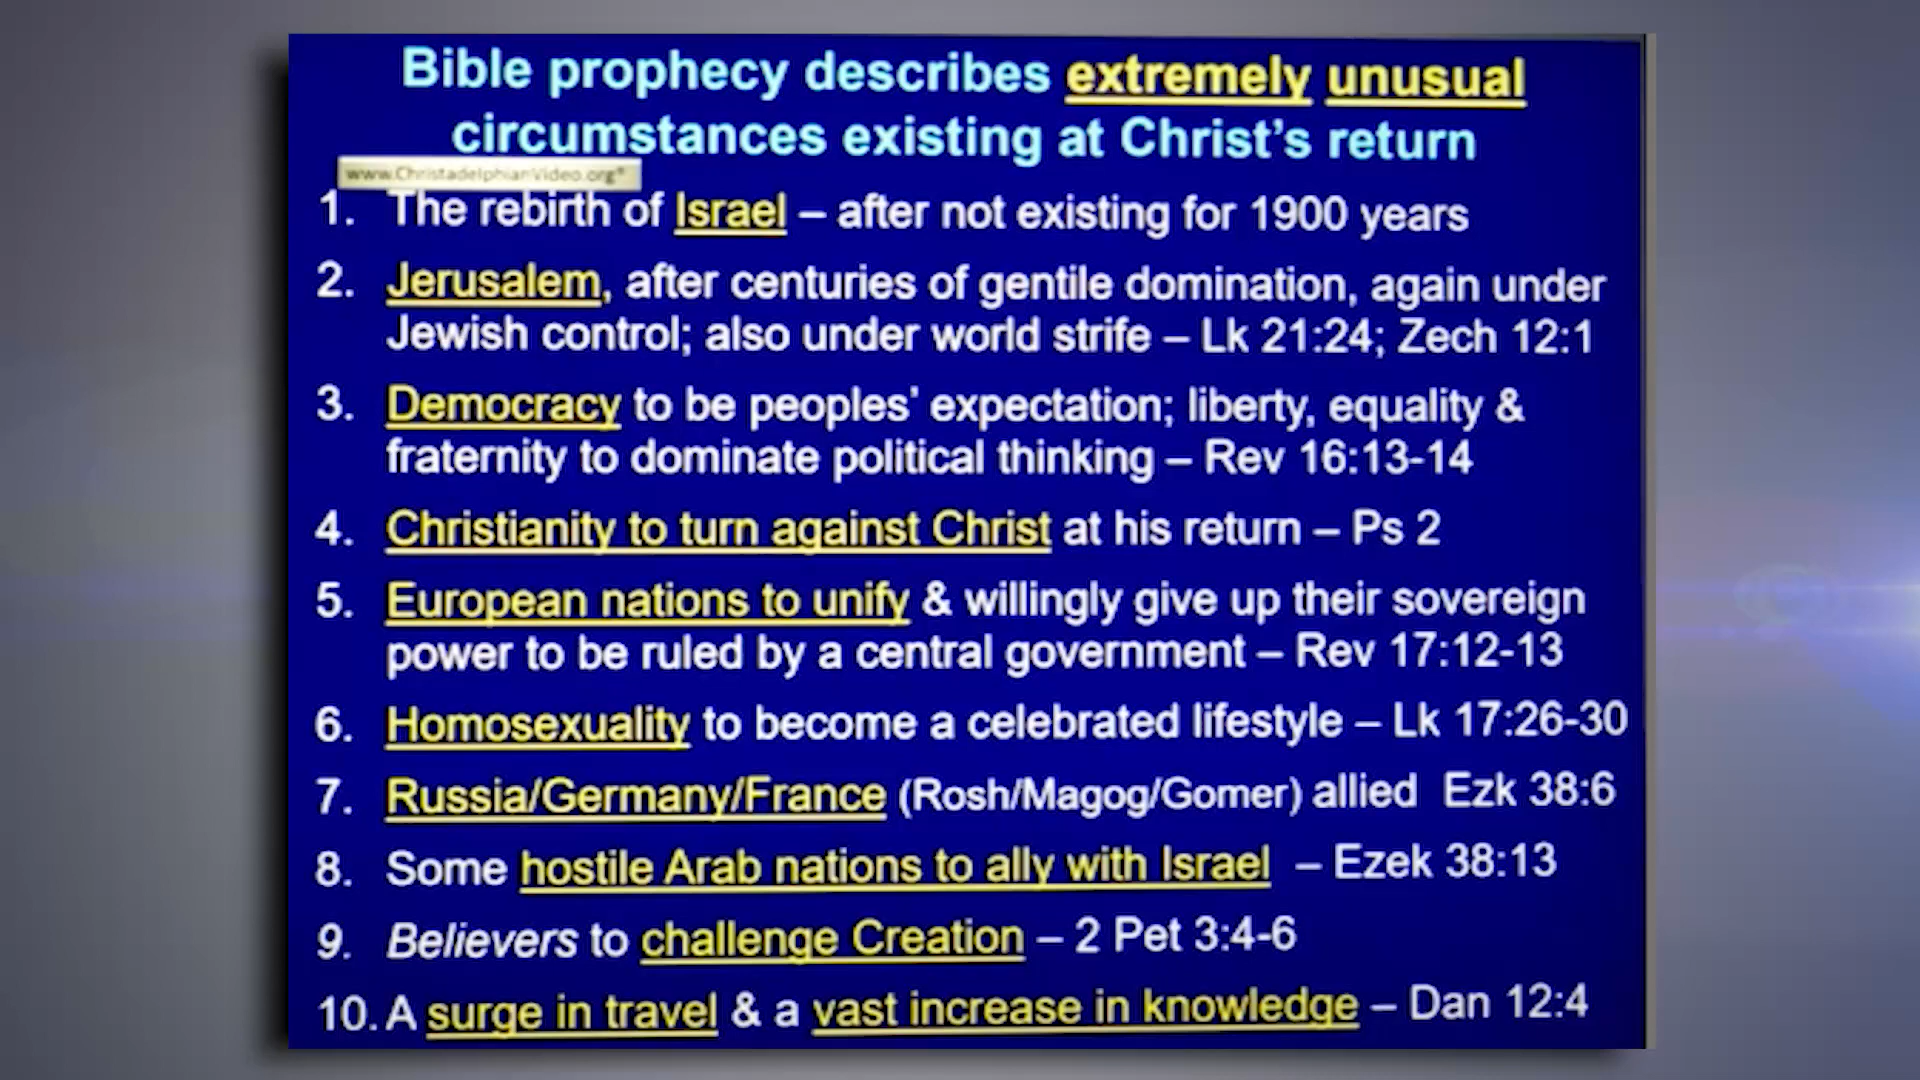 Bible prophecy describes extremely unusual
circumstances existing at Christ's return
www.ChristadelphianVideo.org®
1. The rebirth of Israel – after not existing for 1900 years
2. Jerusalem, after centuries of gentile domination, again under
Jewish control; also under world strife – Lk 21:24; Zech 12:1
3. Democracy to be peoples' expectation; liberty, equality &
fraternity to dominate political thinking – Rev 16:13-14
4. Christianity to turn against Christ at his return – Ps 2
5. European nations to unify & willingly give up their sovereign
power to be ruled by a central government – Rev 17:12-13
6. Homosexuality to become a celebrated lifestyle – Lk 17:26-30
7. Russia/Germany/France (Rosh/Magog/Gomer) allied Ezk 38:6
8. Some hostile Arab nations to ally with Israel – Ezek 38:13
9. Believers to challenge Creation – 2 Pet 3:4-6
10. A surge in travel & a vast increase in knowledge – Dan 12:4